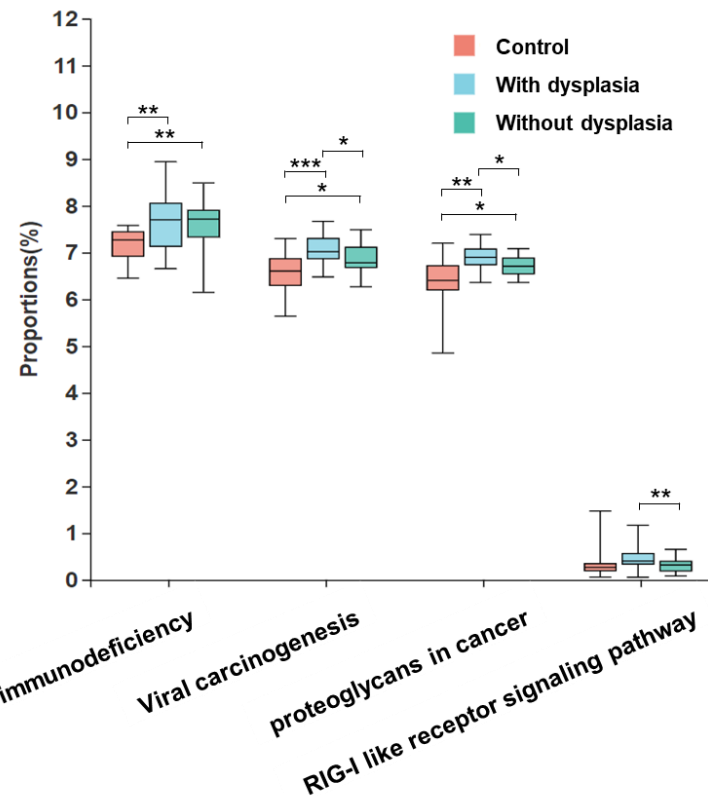 12
11
10
9
8
7
6
5
4
3
2
1
0
Proportions(%)
Control
With dysplasia
Without dysplasia
**
**
***
*
*
**
*
*
**
immunodeficiency
Viral carcinogenesis
proteoglycans in cancer
RIG-I like receptor signaling pathway